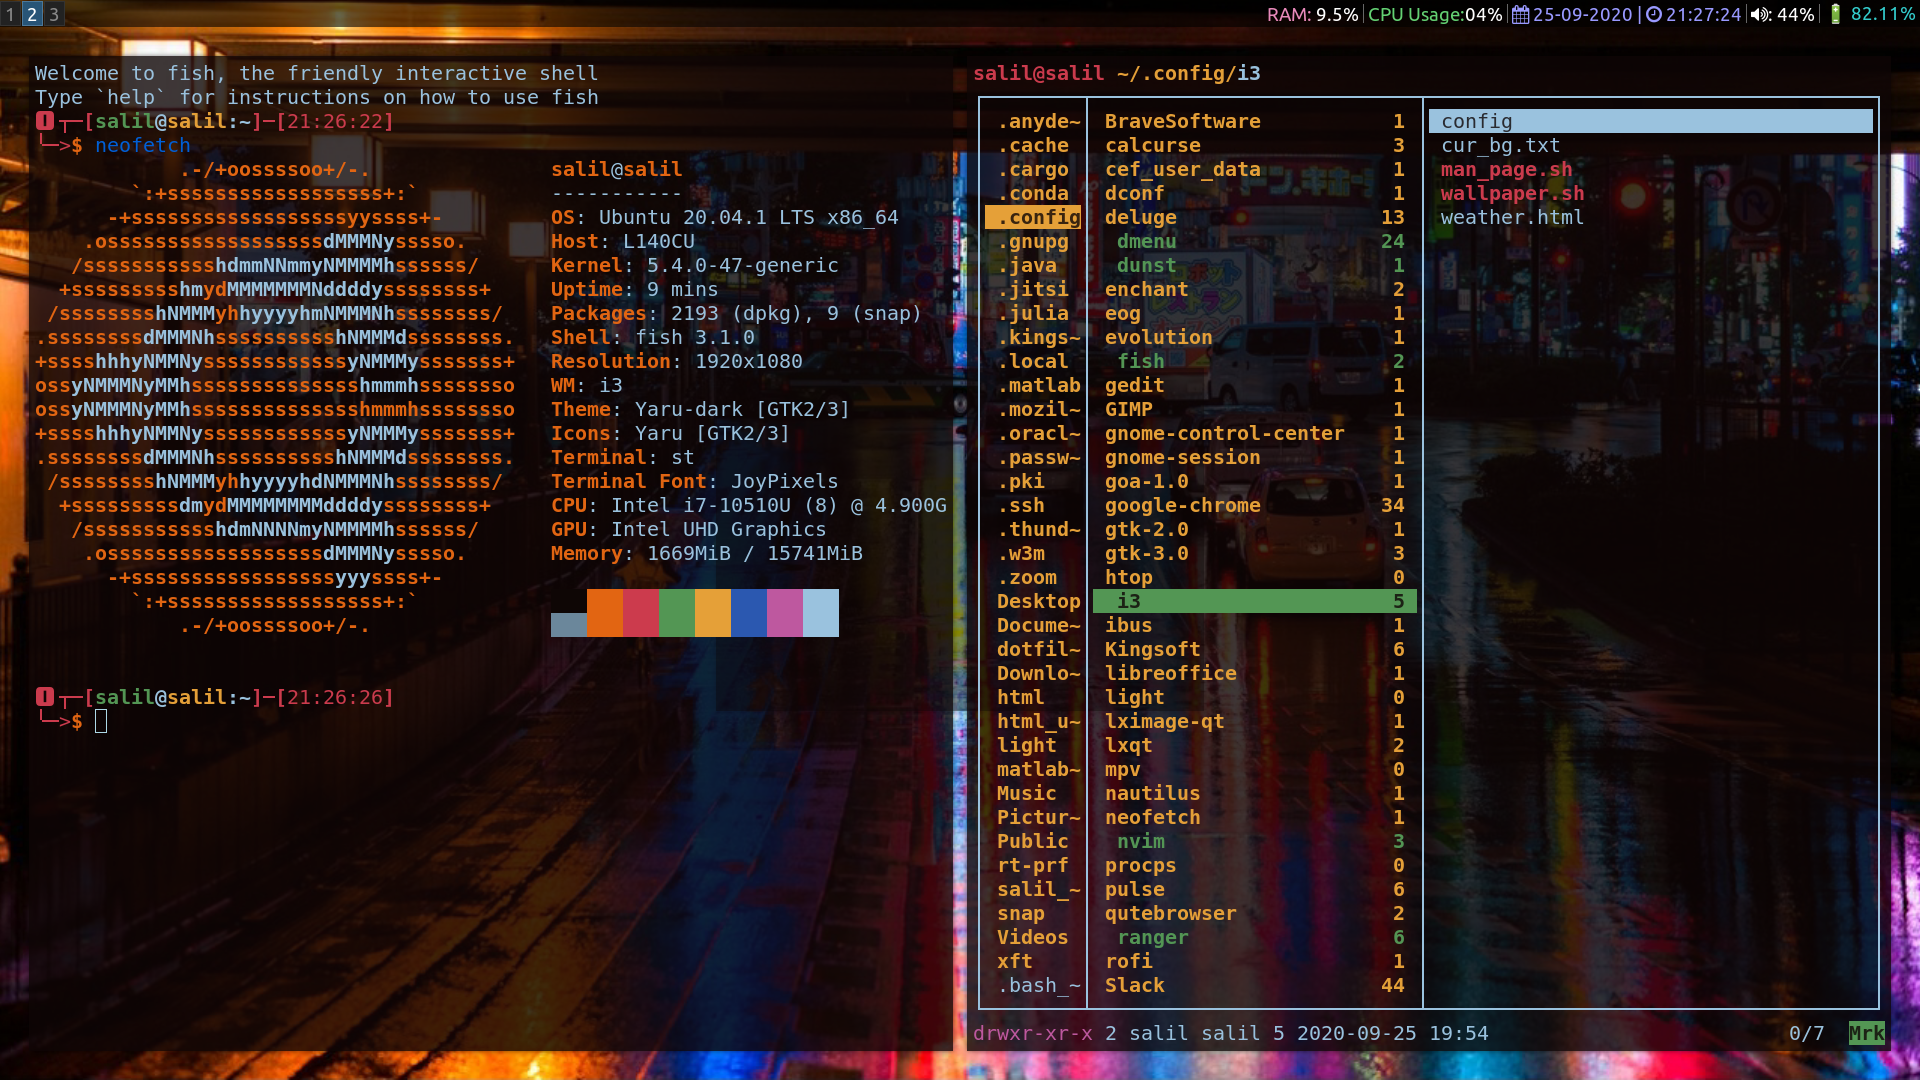 1 2 3
RAM: 9.5% CPU Usage:04% 25-09-2020 | 21:27:24 : 44% 82.11%
Welcome to fish, the friendly interactive shell
Type `help` for instructions on how to use fish
I ┬─[salil@salil:~]─[21:26:22]
╰─>$ neofetch
.-/+oossssoo+/-.
`:+ssssssssssssssssss+:`
-+ssssssssssssssssssyyssss+-
.ossssssssssssssssssdMMMNysssso.
/ssssssssssshdmmNNmmyNMMMMhssssss/
+ssssssssshmydMMMMMMMNddddyssssssss+
/sssssssshNMMMyhhyyyyhmNMMMNhssssssss/
.ssssssssdMMMNhsssssssssshNMMMdssssssss.
+sssshhhyNMMNyssssssssssssyNMMMysssssss+
ossyNMMMNyMMhsssssssssssssshmmmhssssssso
ossyNMMMNyMMhsssssssssssssshmmmhssssssso
+sssshhhyNMMNyssssssssssssyNMMMysssssss+
.ssssssssdMMMNhsssssssssshNMMMdssssssss.
/sssssssshNMMMyhhyyyyhdNMMMNhssssssss/
+sssssssssdmydMMMMMMMMddddyssssssss+
/ssssssssssshdmNNNNmyNMMMMhssssss/
.ossssssssssssssssssdMMMNysssso.
-+sssssssssssssssssyyyssss+-
`:+ssssssssssssssssss+:`
.-/+oossssoo+/-.
salil@salil
-----------
OS: Ubuntu 20.04.1 LTS x86_64
Host: L140CU
Kernel: 5.4.0-47-generic
Uptime: 9 mins
Packages: 2193 (dpkg), 9 (snap)
Shell: fish 3.1.0
Resolution: 1920x1080
WM: i3
Theme: Yaru-dark [GTK2/3]
Icons: Yaru [GTK2/3]
Terminal: st
Terminal Font: JoyPixels
CPU: Intel i7-10510U (8) @ 4.900G
GPU: Intel UHD Graphics
Memory: 1669MiB / 15741MiB
I ┬─[salil@salil:~]─[21:26:26]
╰─>$
salil@salil ~/.config/i3
.anyde~
.cache
.cargo
.conda
.config
.gnupg
.java
.jitsi
.julia
.kings~
.local
.matlab
.mozil~
.oracl~
.passw~
.pki
.ssh
.thund~
.w3m
.zoom
Desktop
Docume~
dotfil~
Downlo~
html
html_u~
light
matlab~
Music
Pictur~
Public
rt-prf
salil_~
snap
Videos
xft
.bash_~
BraveSoftware 1
calcurse 3
cef_user_data 1
dconf 1
deluge 13
dmenu 24
dunst 1
enchant 2
eog 1
evolution 1
fish 2
gedit 1
GIMP 1
gnome-control-center 1
gnome-session 1
goa-1.0 1
google-chrome 34
gtk-2.0 1
gtk-3.0 3
htop 0
i3 5
ibus 1
Kingsoft 6
libreoffice 1
light 0
lximage-qt 1
lxqt 2
mpv 0
nautilus 1
neofetch 1
nvim 3
procps 0
pulse 6
qutebrowser 2
ranger 6
rofi 1
Slack 44
config
cur_bg.txt
man_page.sh
wallpaper.sh
weather.html
drwxr-xr-x 2 salil salil 5 2020-09-25 19:54 0/7 Mrk